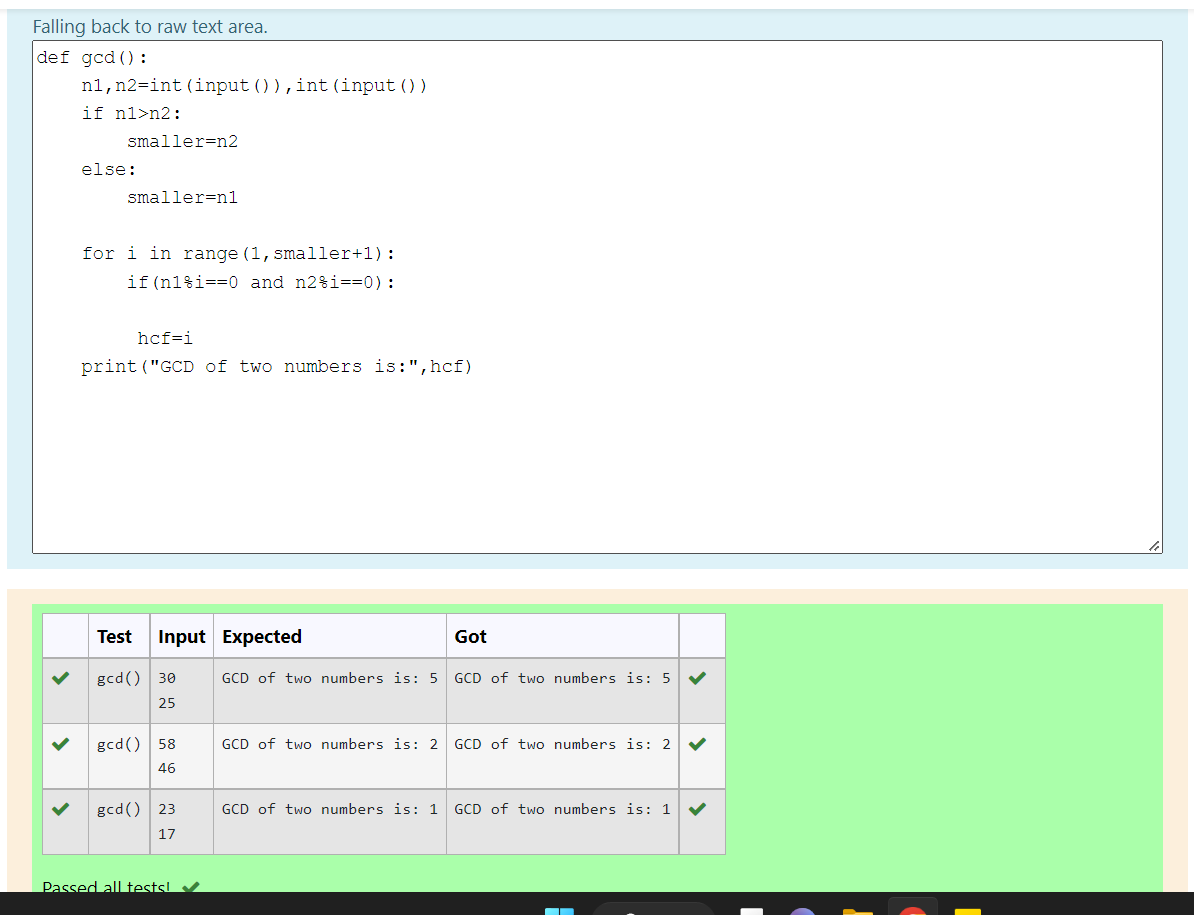 Falling back to raw text area.
def gcd():
    n1,n2=int(input()),int(input())
    if n1>n2:
        smaller=n2
    else:
        smaller=n1

    for i in range(1,smaller+1):
        if(n1%i==0 and n2%i==0):

         hcf=i
    print("GCD of two numbers is:",hcf)
Test Input Expected Got
gcd() 30 GCD of two numbers is: 5 GCD of two numbers is: 5
25
gcd() 58 GCD of two numbers is: 2 GCD of two numbers is: 2
46
gcd() 23 GCD of two numbers is: 1 GCD of two numbers is: 1
17
Passed all tests!